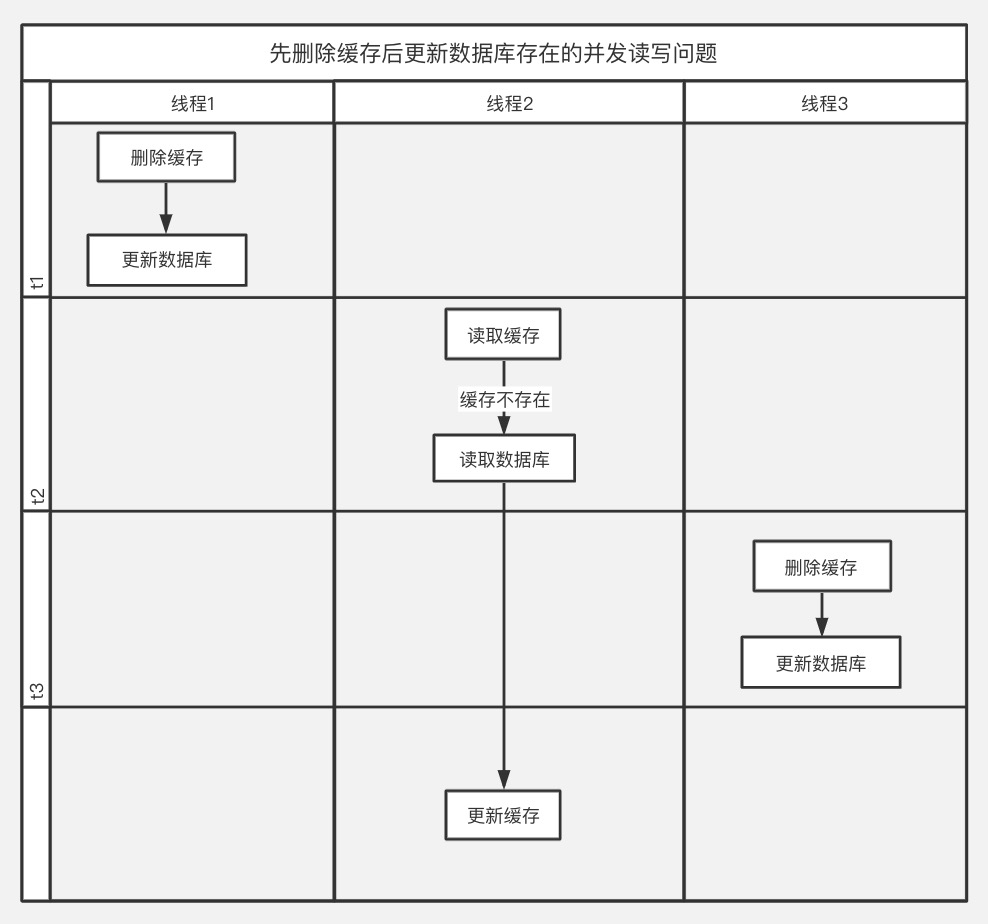 先删除缓存后更新数据库存在的并发读写问题
线程1
线程2
线程3
删除缓存
更新数据库
t1
读取缓存
缓存不存在
读取数据库
t2
删除缓存
更新数据库
t3
更新缓存